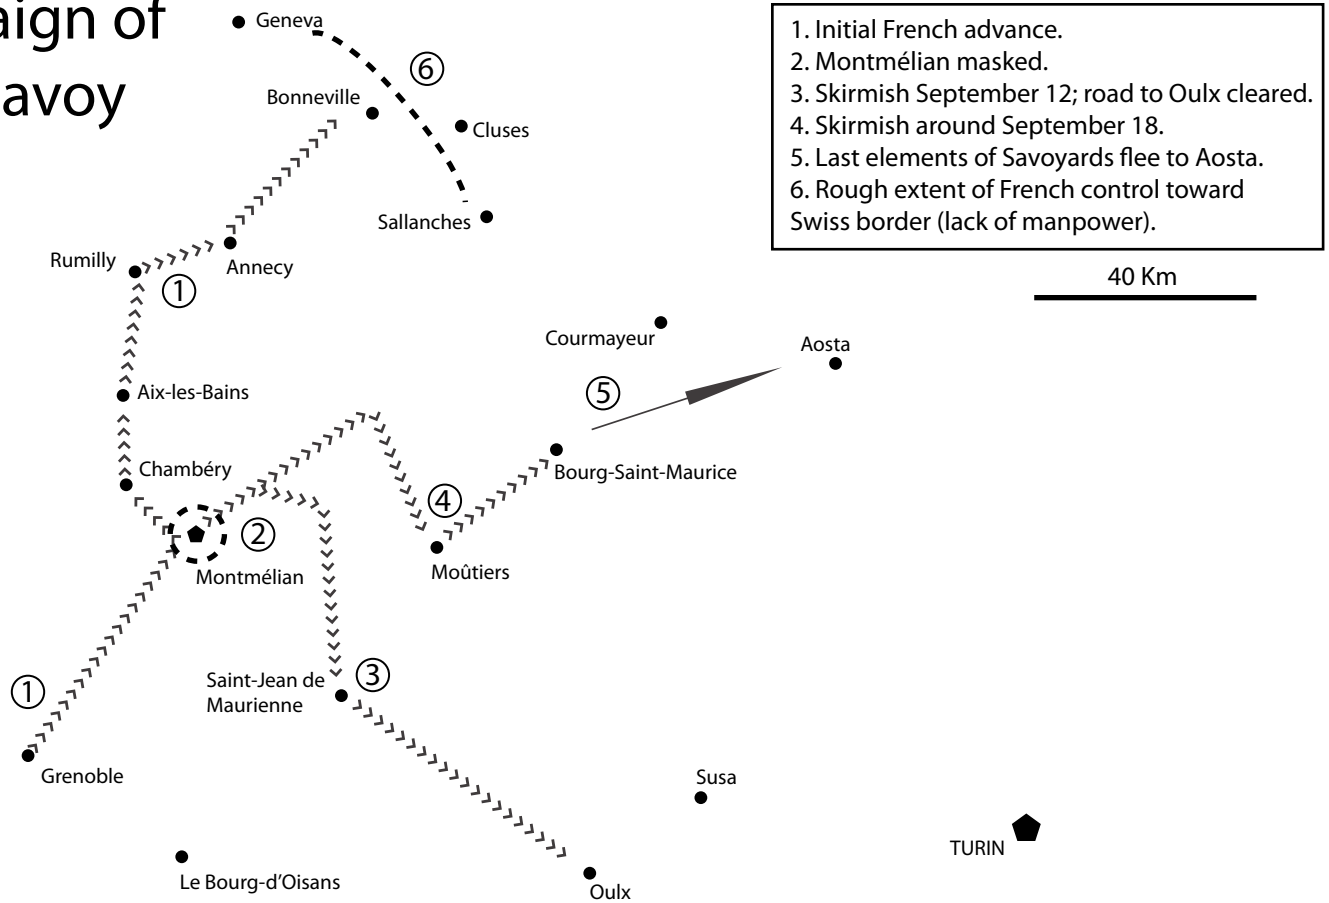 aign of
avoy
1. Initial French advance.
2. Montmélian masked.
3. Skirmish September 12; road to Oulx cleared.
4. Skirmish around September 18.
5. Last elements of Savoyards flee to Aosta.
6. Rough extent of French control toward
Swiss border (lack of manpower).
40 Km
Geneva
6
Bonneville
Cluses
Sallanches
Rumilly
Annecy
1
Courmayeur
Aosta
Aix-les-Bains
5
Chambéry
Bourg-Saint-Maurice
4
2
Montmélian
Moûtiers
Saint-Jean de
Maurienne
3
1
Grenoble
Susa
TURIN
Le Bourg-d’Oisans
Oulx